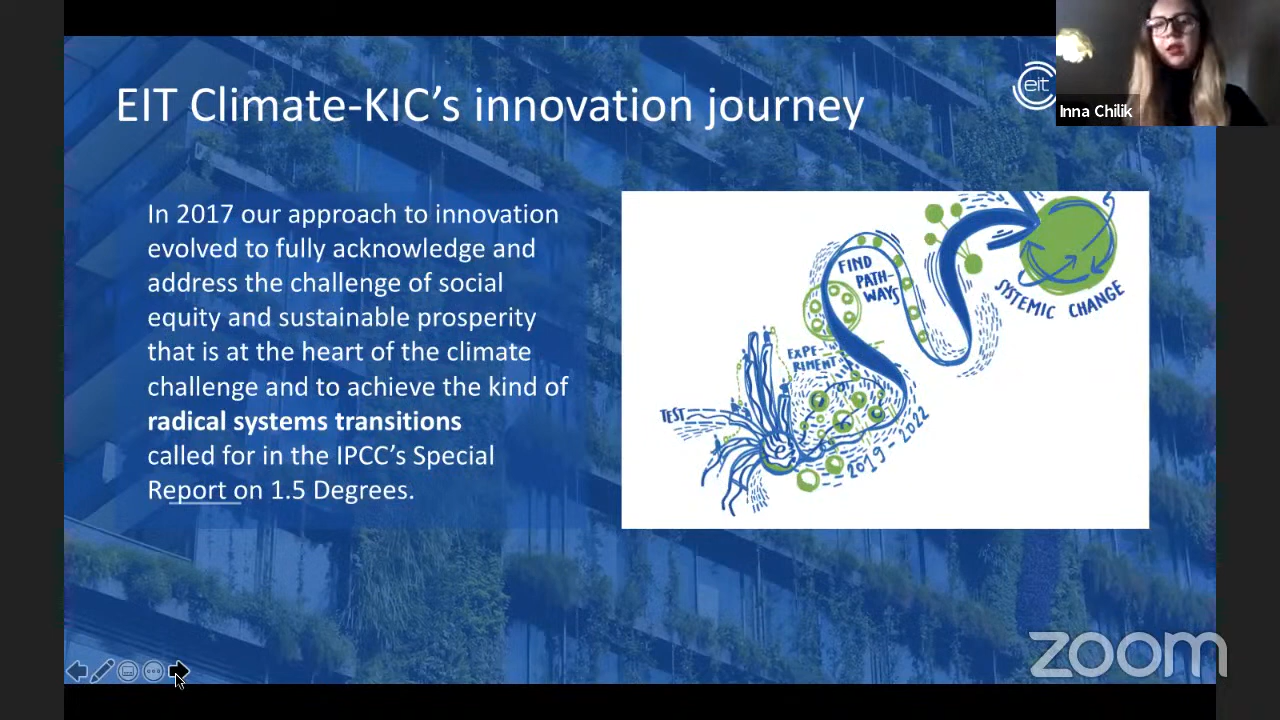 EIT Climate-KIC's innovation journey
eit
Inna Chilik
In 2017 our approach to innovation
evolved to fully acknowledge and
address the challenge of social
equity and sustainable prosperity
that is at the heart of the climate
challenge and to achieve the kind of
radical systems transitions
called for in the IPCC's Special
Report on 1.5 Degrees.
FIND
PATH-
WAYS
SYSTEMIC CHANGE
EXPE-
RIMENT
TEST
2019 - 2022
zoom